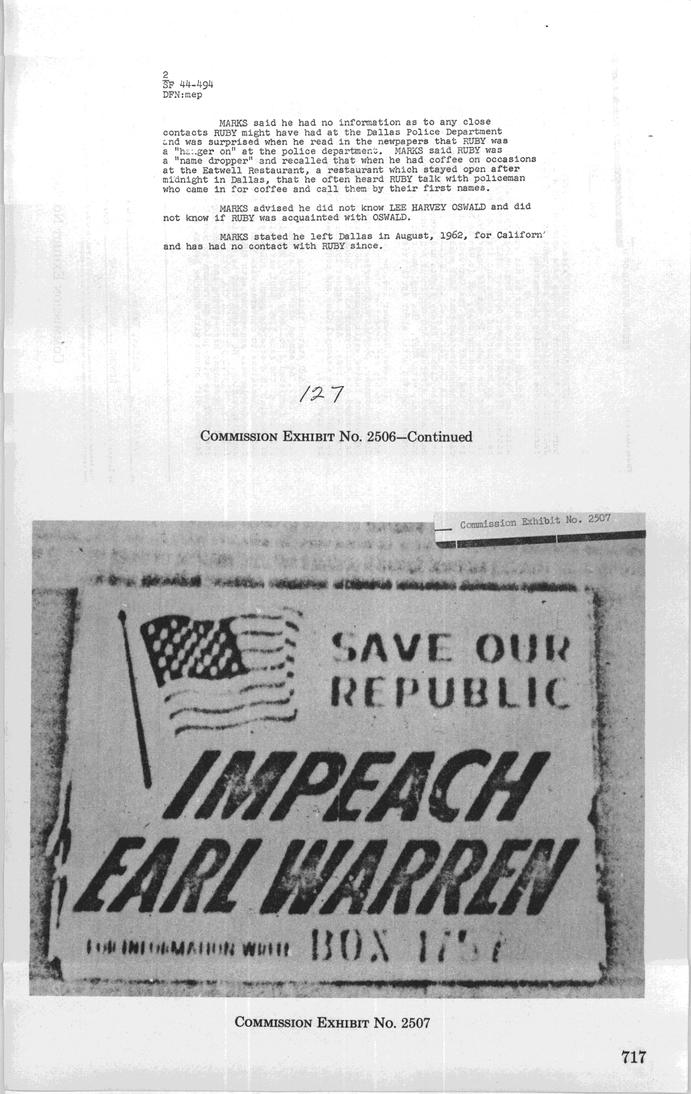 2
SF 44-494
DFN:mep
MARKS said he had no information as to any close
contacts RUBY might have had at the Dallas Police Department
and was surprised when he read in the newspapers that RUBY was
a "hanger on" at the police department. MARKS said RUBY was
a "name dropper" and recalled that when he had coffee on occasions
at the Eatwell Restaurant, a restaurant which stayed open after
midnight in Dallas, that he often heard RUBY talk with policeman
who came in for coffee and call them by their first names.
MARKS advised he did not know LEE HARVEY OSWALD and did
not know if RUBY was acquainted with OSWALD.
MARKS stated he left Dallas in August, 1962, for Californ
and has had no contact with RUBY since.
127
COMMISSION EXHIBIT No. 2506—Continued
Commission Exhibit No. 2507
SAVE OUR
REPUBLIC
IMPEACH
EARL WARREN
FOR INFORMATION WRITE BOX 1757
COMMISSION EXHIBIT No. 2507
717